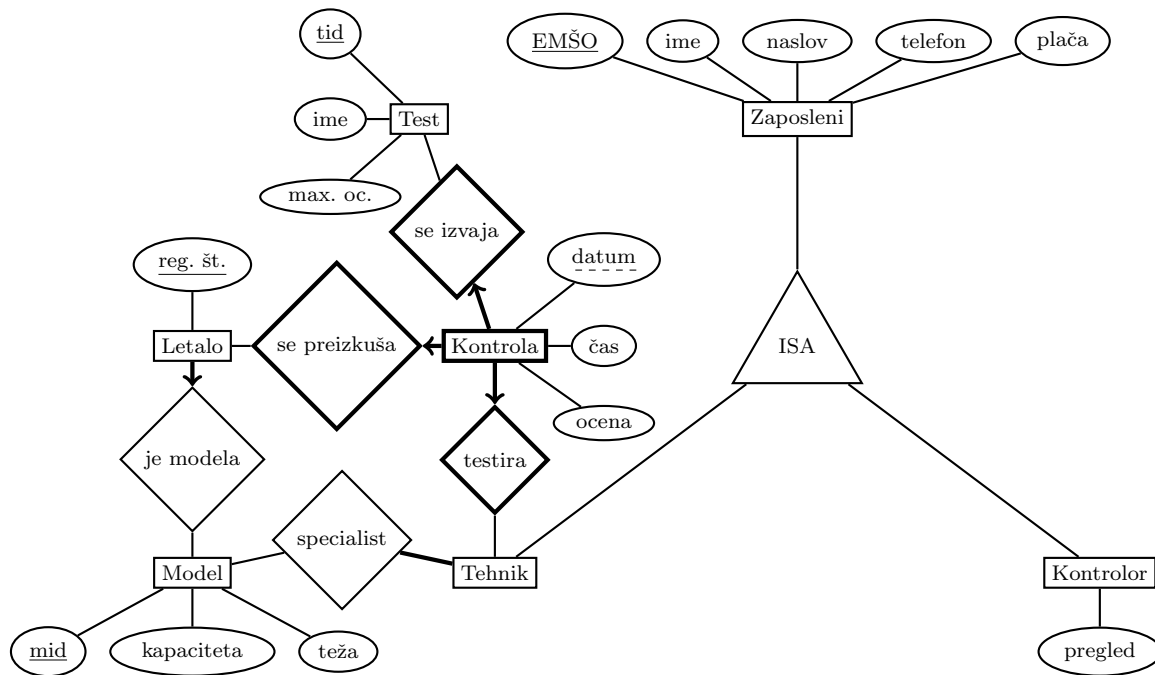 tid
EMŠO
ime
naslov
telefon
plača
ime
Test
Zaposleni
max. oc.
se izvaja
reg. št.
datum
Letalo
se preizkuša
Kontrola
čas
ISA
ocena
je modela
testira
specialist
Model
Tehnik
Kontrolor
mid
kapaciteta
teža
pregled